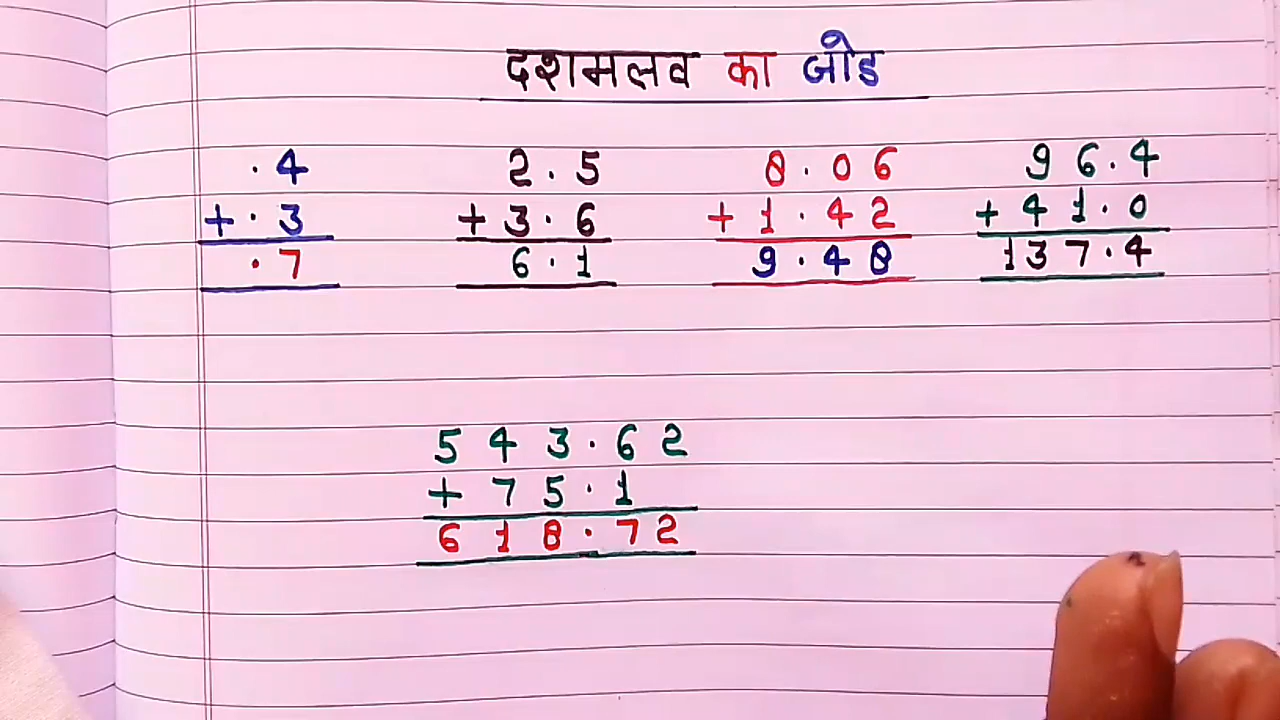 दशमलव का जोड
.4 2.5 8.06 96.4
+.3 +3.6 +1.42 +41.0
.7 6.1 9.48 137.4
543.62
+75.1
618.72